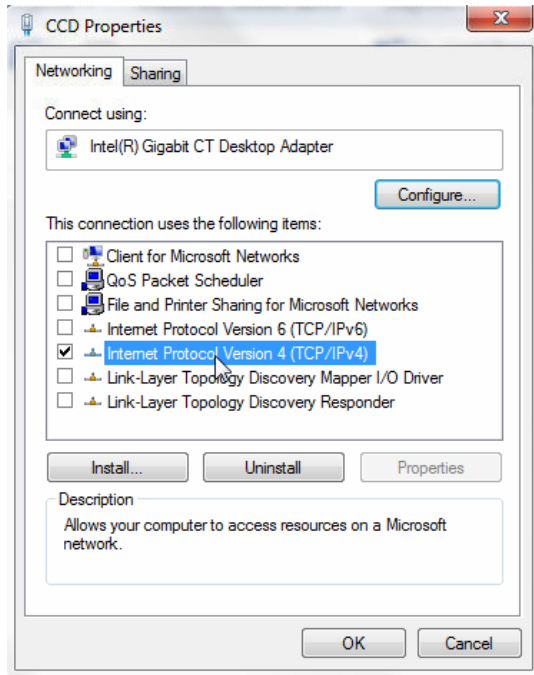 CCD Properties
Networking
Sharing
Connect using:
Intel(R) Gigabit CT Desktop Adapter
Configure...
This connection uses the following items:
Client for Microsoft Networks
QoS Packet Scheduler
File and Printer Sharing for Microsoft Networks
Internet Protocol Version 6 (TCP/IPv6)
Internet Protocol Version 4 (TCP/IPv4)
Link-Layer Topology Discovery Mapper I/O Driver
Link-Layer Topology Discovery Responder
Install...
Uninstall
Properties
Description
Allows your computer to access resources on a Microsoft
network.
OK
Cancel